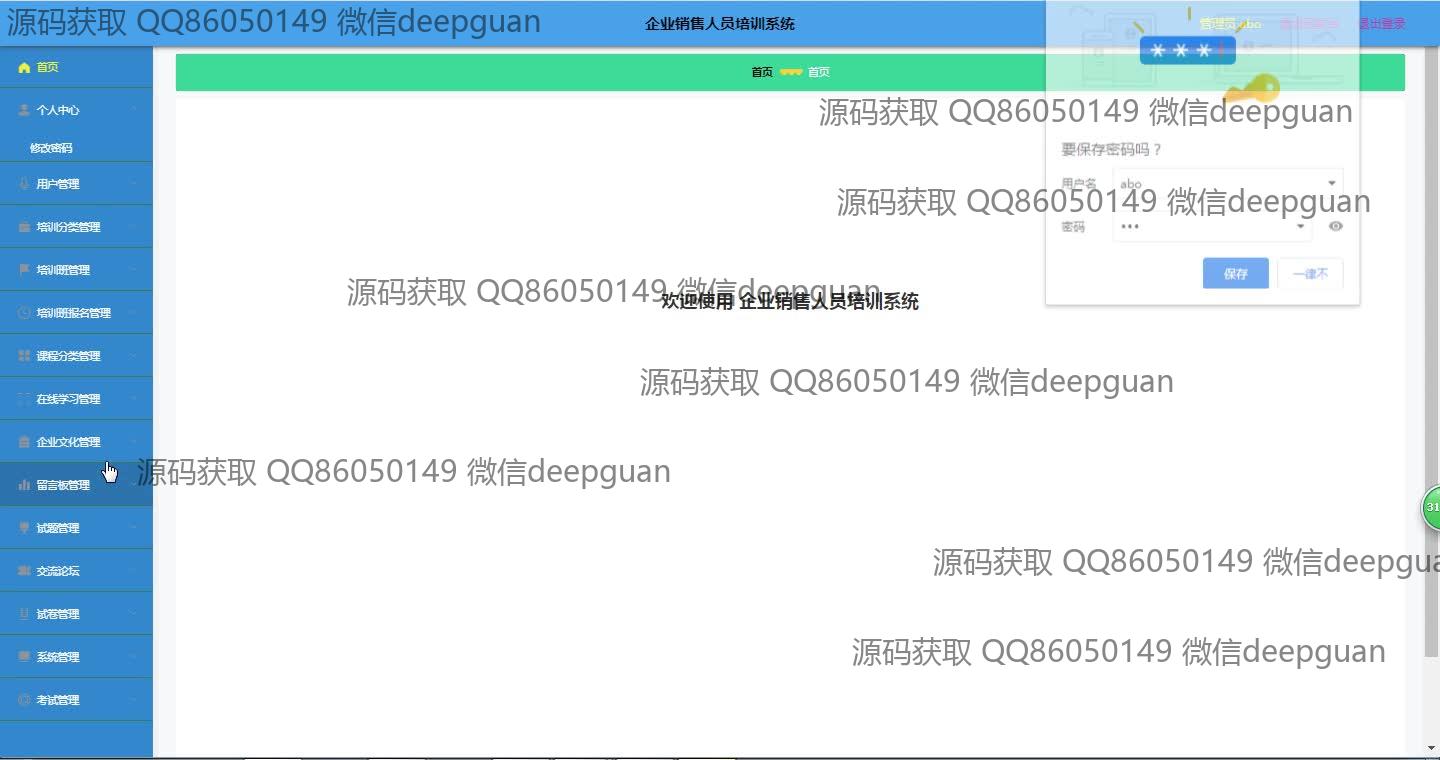 源码获取 QQ86050149 微信deepguan
企业销售人员培训系统
管理员 abo
退出登录
首页
首页 首页
个人中心
修改密码
用户管理
培训分类管理
培训班管理
培训班报名管理
课程分类管理
在线学习管理
企业文化管理
留言板管理
试题管理
交流论坛
试卷管理
系统管理
考试管理
***
源码获取 QQ86050149 微信deepguan
要保存密码吗？
用户名 abo
源码获取 QQ86050149 微信deepguan
密码 •••
保存 一律不
源码获取 QQ86050149 微信deepguan
欢迎使用 企业销售人员培训系统
源码获取 QQ86050149 微信deepguan
源码获取 QQ86050149 微信deepguan
31
源码获取 QQ86050149 微信deepgua
源码获取 QQ86050149 微信deepguan